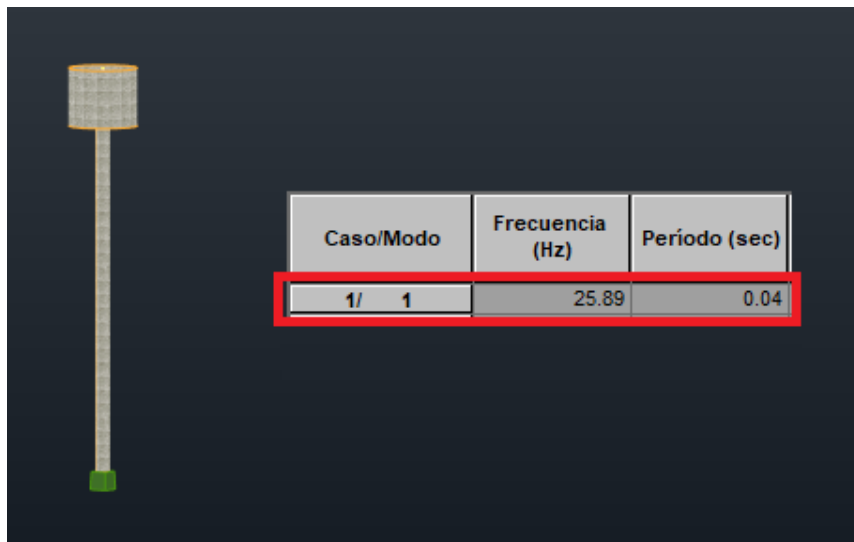 Caso/Modo
Frecuencia
(Hz)
Período (sec)
1/ 1
25.89
0.04